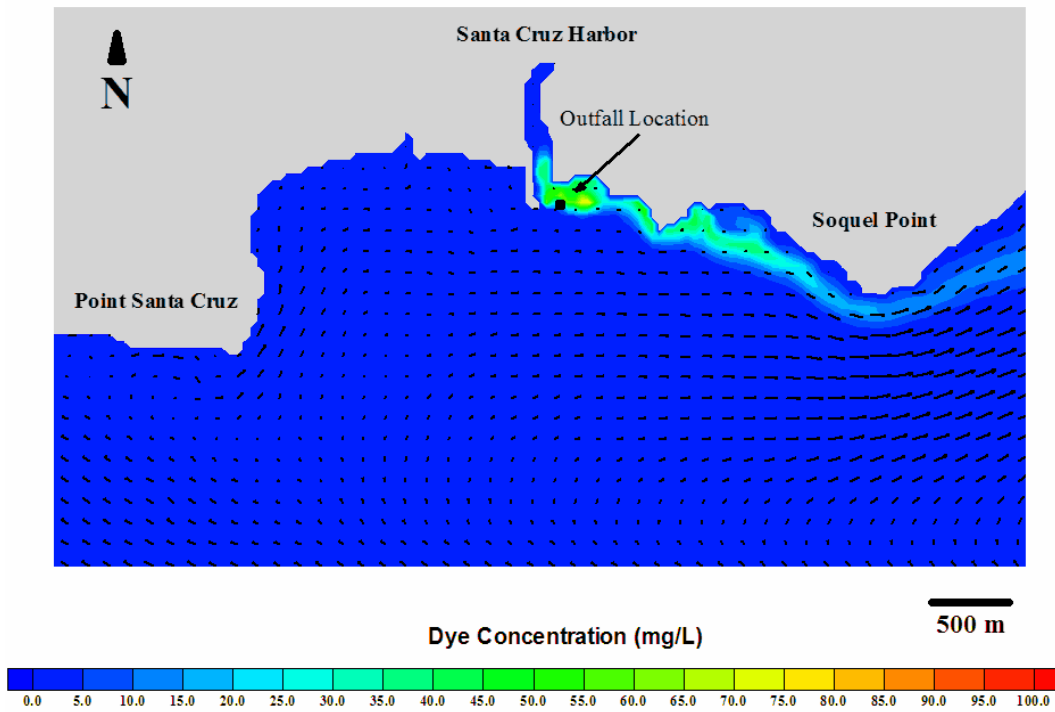 Santa Cruz Harbor
N
Outfall Location
Soquel Point
Point Santa Cruz
500 m
Dye Concentration (mg/L)
0.0 5.0 10.0 15.0 20.0 25.0 30.0 35.0 40.0 45.0 50.0 55.0 60.0 65.0 70.0 75.0 80.0 85.0 90.0 95.0 100.0